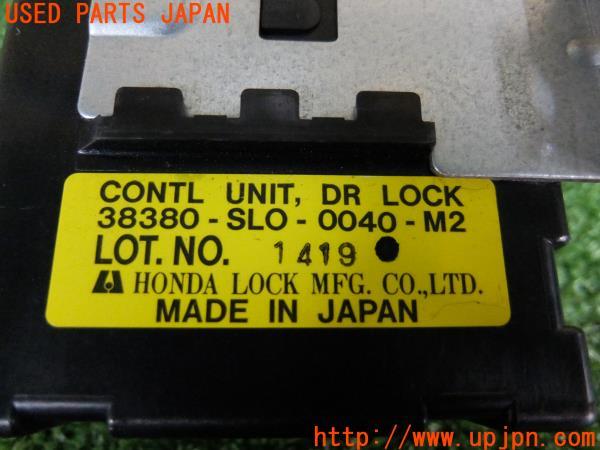 USED PARTS JAPAN
CONTL UNIT, DR LOCK
38380-SLO-0040-M2
LOT. NO. 1419
HONDA LOCK MFG. CO.,LTD.
MADE IN JAPAN
http://www.upjpn.com